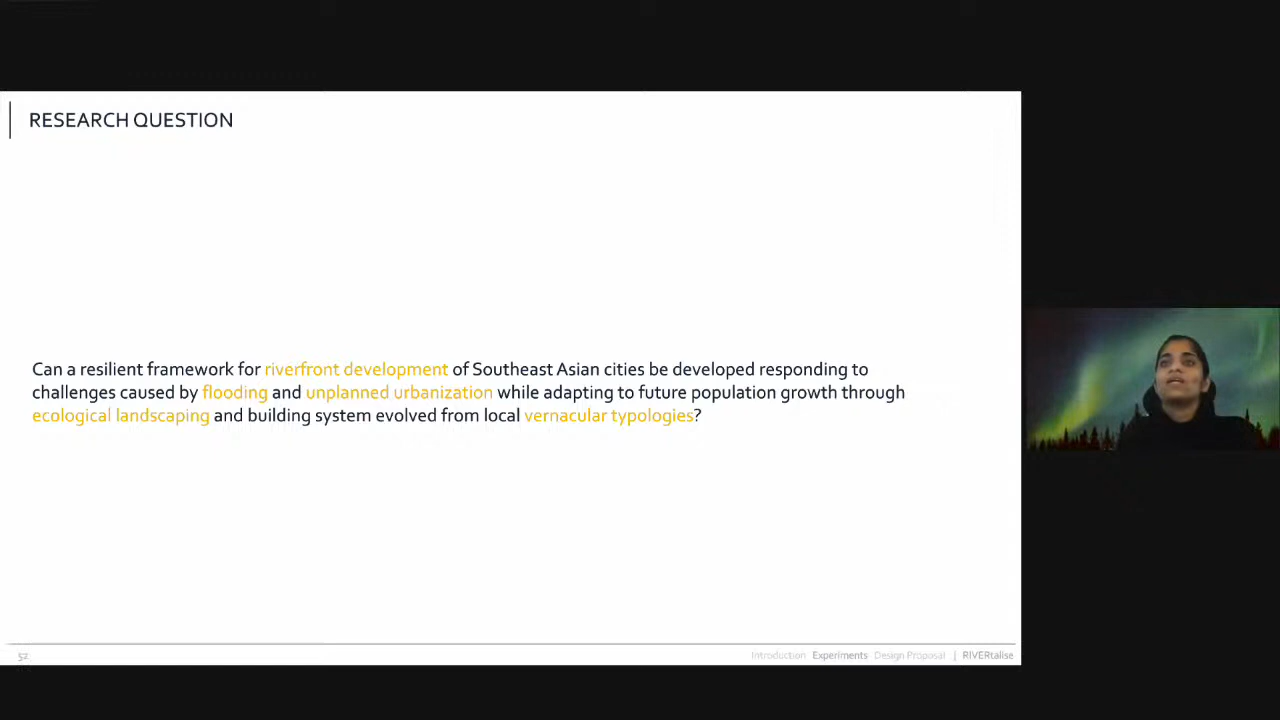 RESEARCH QUESTION
Can a resilient framework for riverfront development of Southeast Asian cities be developed responding to
challenges caused by flooding and unplanned urbanization while adapting to future population growth through
ecological landscaping and building system evolved from local vernacular typologies?
52
Introduction Experiments Design Proposal | RIVERtalise